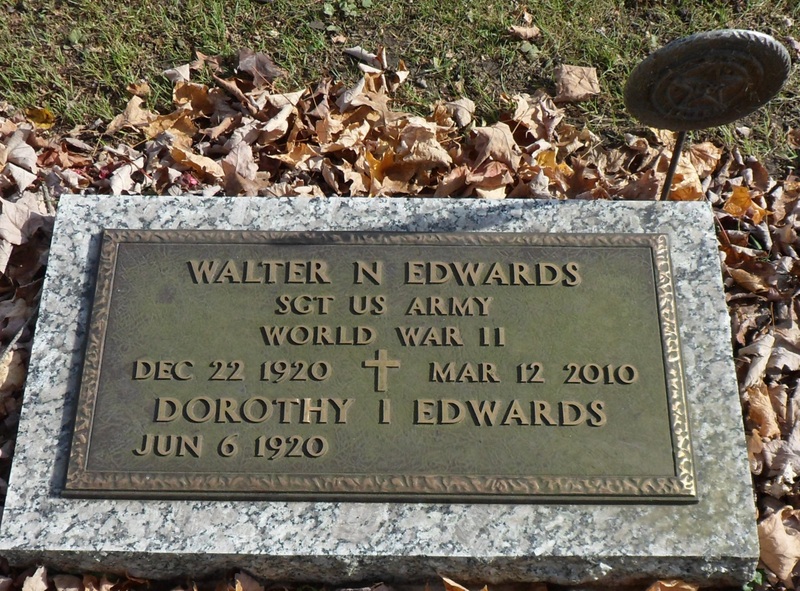 WALTER N EDWARDS
SGT US ARMY
WORLD WAR II
DEC 22 1920 MAR 12 2010
DOROTHY I EDWARDS
JUN 6 1920